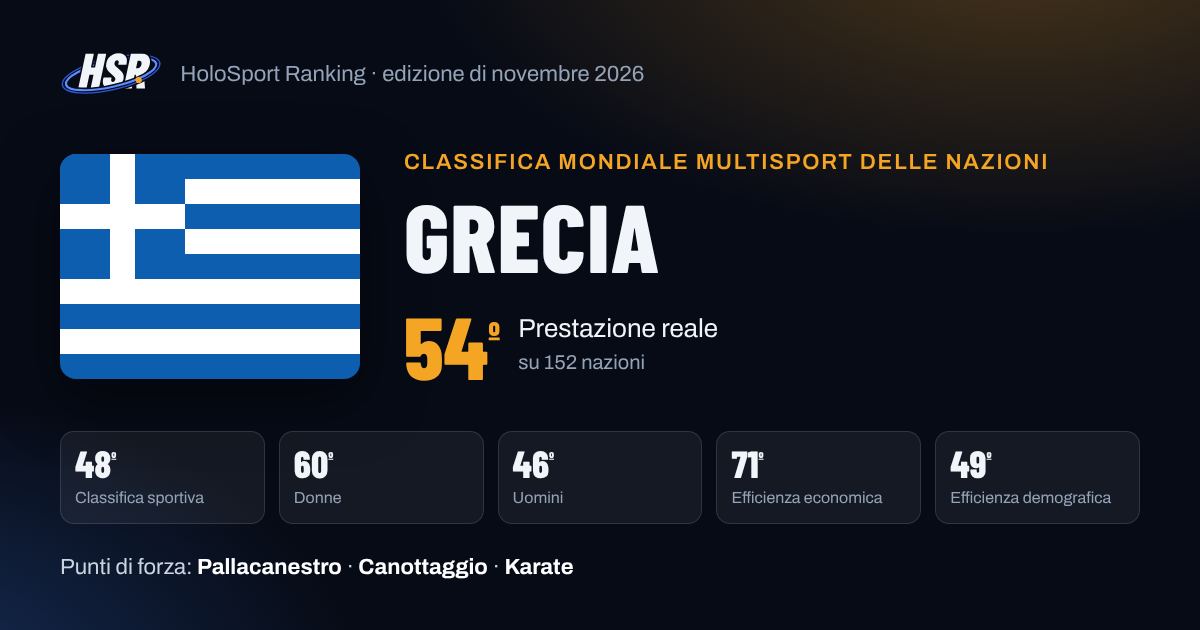 HSR
HoloSport Ranking · edizione di novembre 2026
CLASSIFICA MONDIALE MULTISPORT DELLE NAZIONI
GRECIA
54º Prestazione reale
su 152 nazioni
48º
Classifica sportiva
60º
Donne
46º
Uomini
71º
Efficienza economica
49º
Efficienza demografica
Punti di forza: Pallacanestro · Canottaggio · Karate